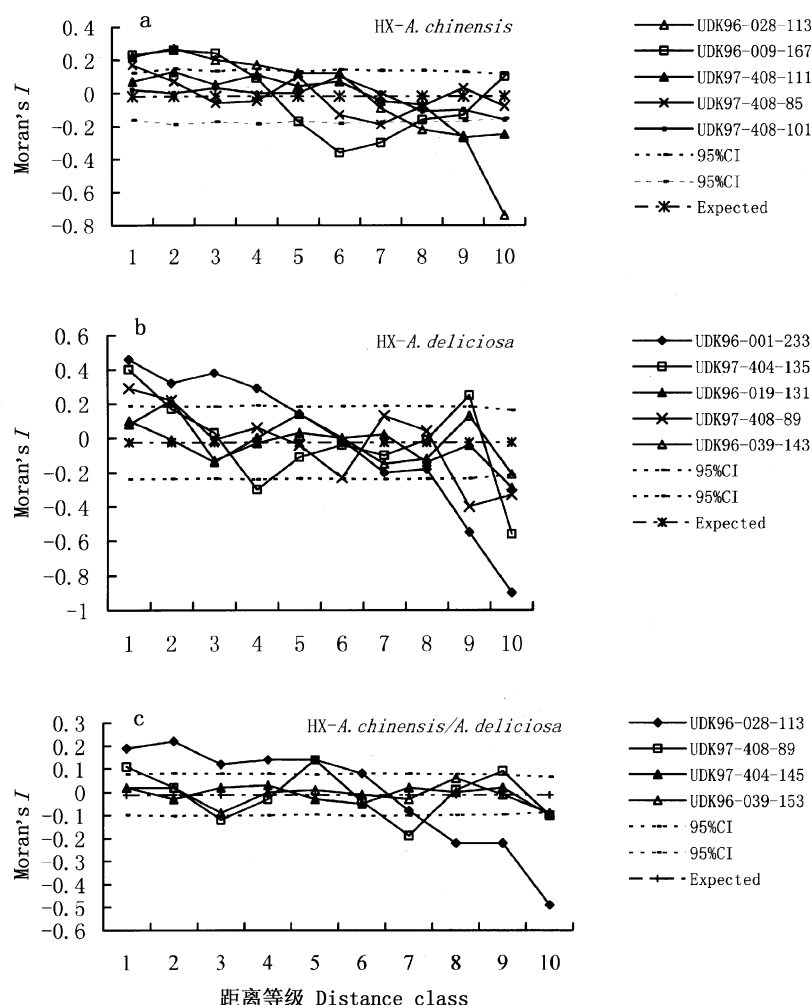 a
HX-A.chinensis
Moran's I
0.4
0.2
0
-0.2
-0.4
-0.6
-0.8
1 2 3 4 5 6 7 8 9 10
UDK96-028-113
UDK96-009-167
UDK97-408-111
UDK97-408-85
UDK97-408-101
95%CI
95%CI
Expected
b
HX-A.deliciosa
Moran's I
0.6
0.4
0.2
0
-0.2
-0.4
-0.6
-0.8
-1
1 2 3 4 5 6 7 8 9 10
UDK96-001-233
UDK97-404-135
UDK96-019-131
UDK97-408-89
UDK96-039-143
95%CI
95%CI
Expected
c
HX-A.chinensis/A.deliciosa
Moran's I
0.3
0.2
0.1
0
-0.1
-0.2
-0.3
-0.4
-0.5
-0.6
1 2 3 4 5 6 7 8 9 10
UDK96-028-113
UDK97-408-89
UDK97-404-145
UDK96-039-153
95%CI
95%CI
Expected
距离等级 Distance class